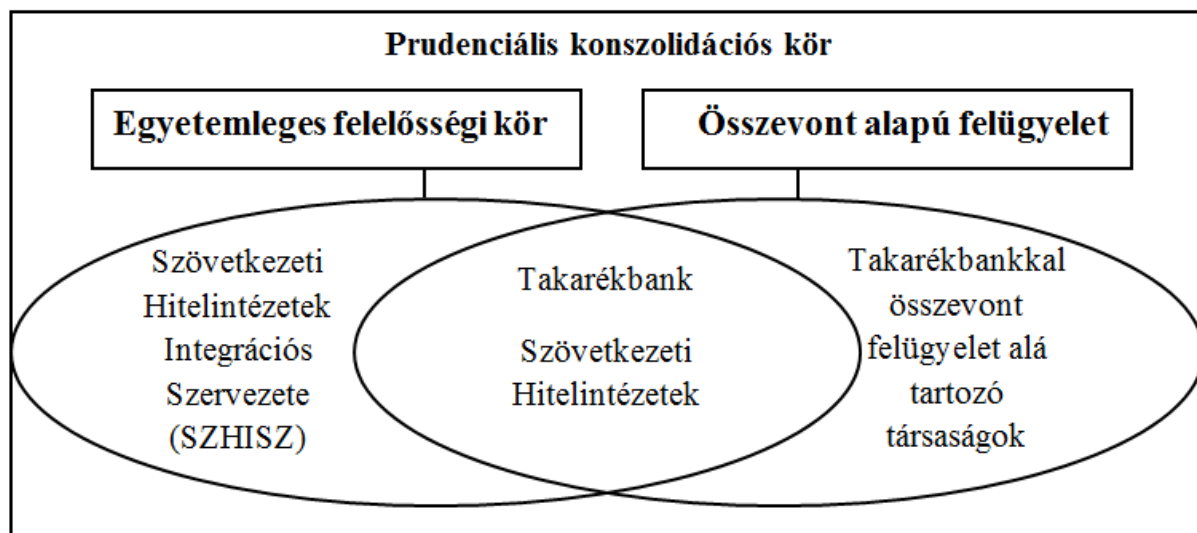 Prudenciális konszolidációs kör
Egyetemleges felelősségi kör
Összevont alapú felügyelet
Szövetkezeti
Hitelintézetek
Integrációs
Szervezete
(SZHISZ)
Takarékbank
Szövetkezeti
Hitelintézetek
Takarékbankkal
összevont
felügyelet alá
tartozó
társaságok